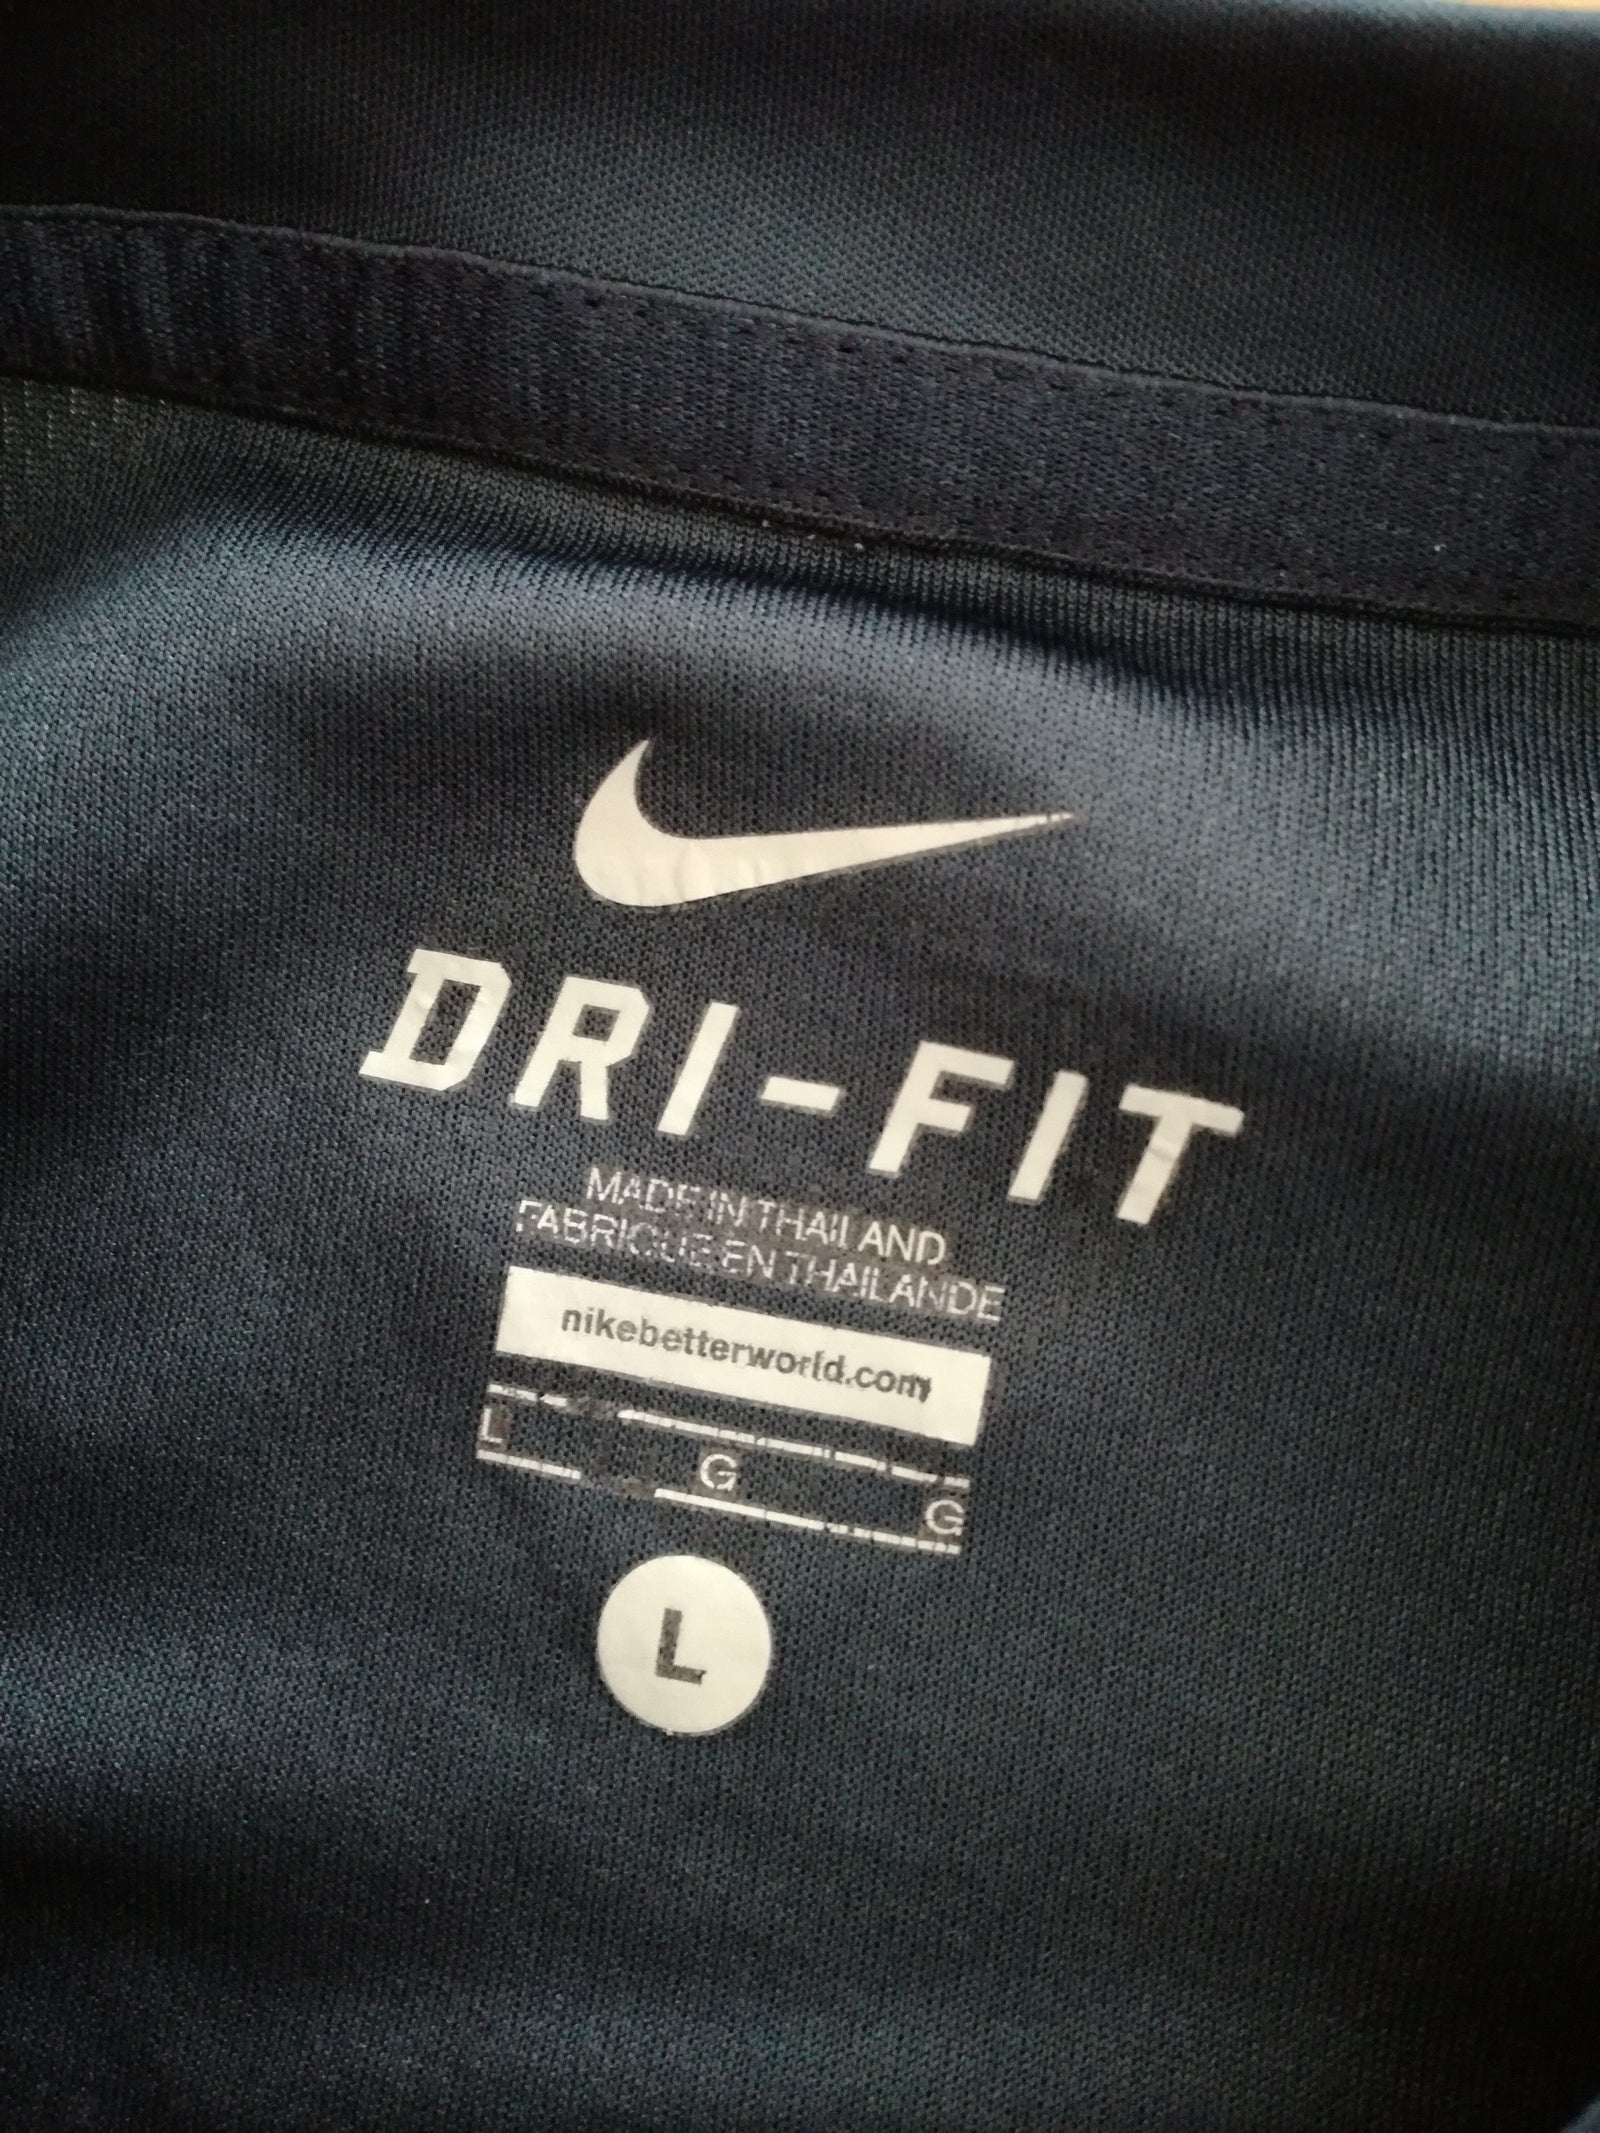 DRI-FIT
MADE IN THAILAND
FABRIQUE EN THAILANDE
nikebetterworld.com
L G G
L